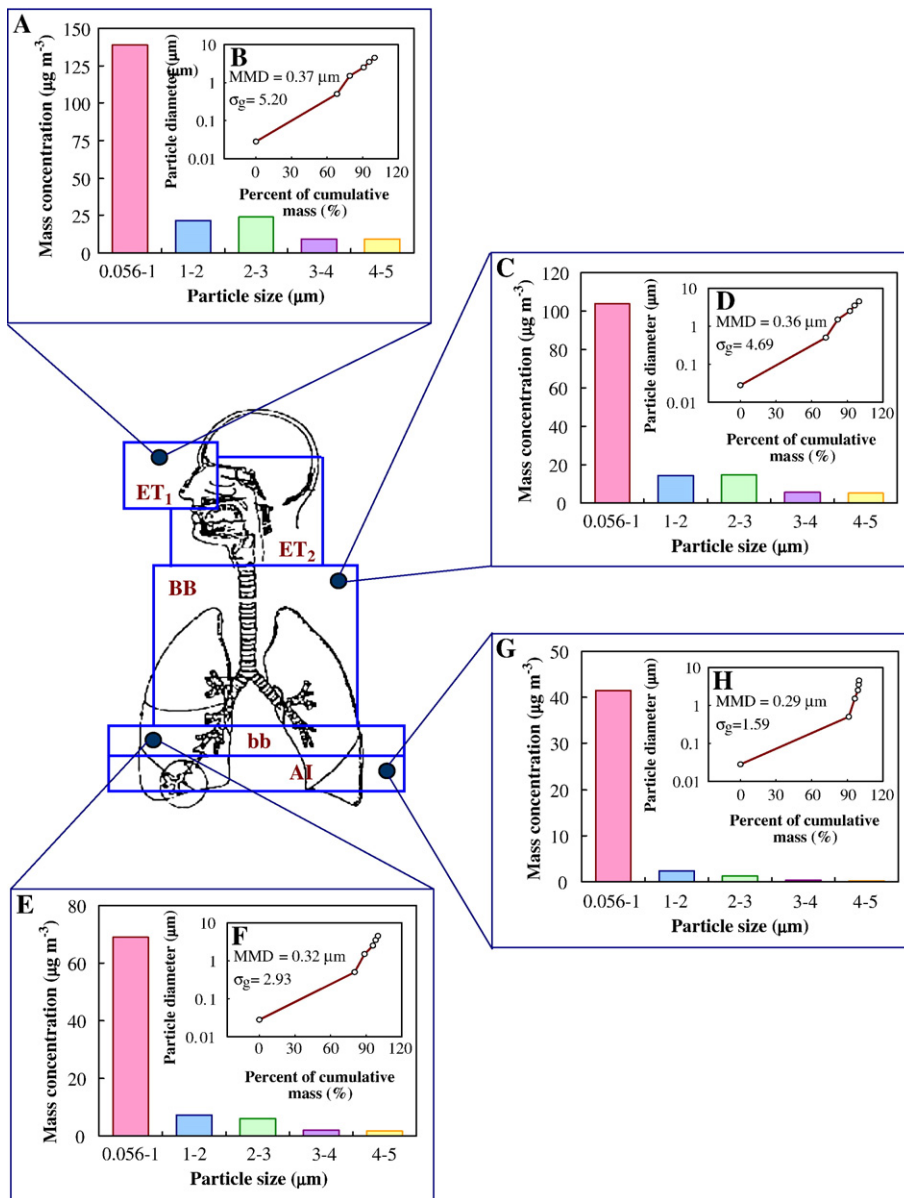 A
Mass concentration (μg m⁻³)
150
125
100
75
50
25
0
0.056-1
1-2
2-3
3-4
4-5
Particle size (μm)
B
Particle diameter (μm)
(μm)
10
1
0.1
0.01
MMD = 0.37 μm
σg= 5.20
0
30
60
90
120
Percent of cumulative
mass (%)
C
Mass concentration (μg m⁻³)
120
100
80
60
40
20
0
0.056-1
1-2
2-3
3-4
4-5
Particle size (μm)
D
Particle diameter (μm)
10
1
0.1
0.01
MMD = 0.36 μm
σg= 4.69
0
30
60
90
120
Percent of cumulative
mass (%)
ET₁
ET₂
BB
bb
AI
G
Mass concentration (μg m⁻³)
50
40
30
20
10
0
0.056-1
1-2
2-3
3-4
4-5
Particle size (μm)
H
Particle diameter (μm)
10
1
0.1
0.01
MMD = 0.29 μm
σg=1.59
0
30
60
90
120
Percent of cumulative
mass (%)
E
Mass concentration (μg m⁻³)
80
60
40
20
0
0.056-1
1-2
2-3
3-4
4-5
Particle size (μm)
F
Particle diameter (μm)
10
1
0.1
0.01
MMD = 0.32 μm
σg= 2.93
0
30
60
90
120
Percent of cumulative
mass (%)